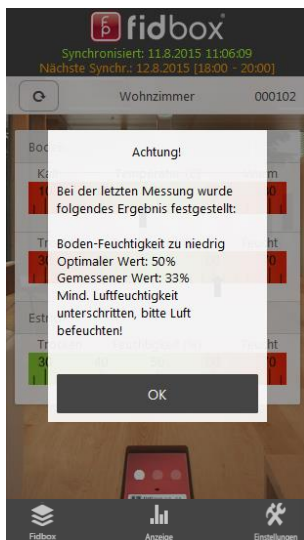 fidbox
Synchronisiert: 11.8.2015 11:06:09
Nächste Synchr.: 12.8.2015 [18:00 - 20:00]
Wohnzimmer 000102
Achtung!
Bei der letzten Messung wurde
folgendes Ergebnis festgestellt:
Boden-Feuchtigkeit zu niedrig
Optimaler Wert: 50%
Gemessener Wert: 33%
Mind. Luftfeuchtigkeit
unterschritten, bitte Luft
befeuchten!
OK
Fidbox Anzeige Einstellungen